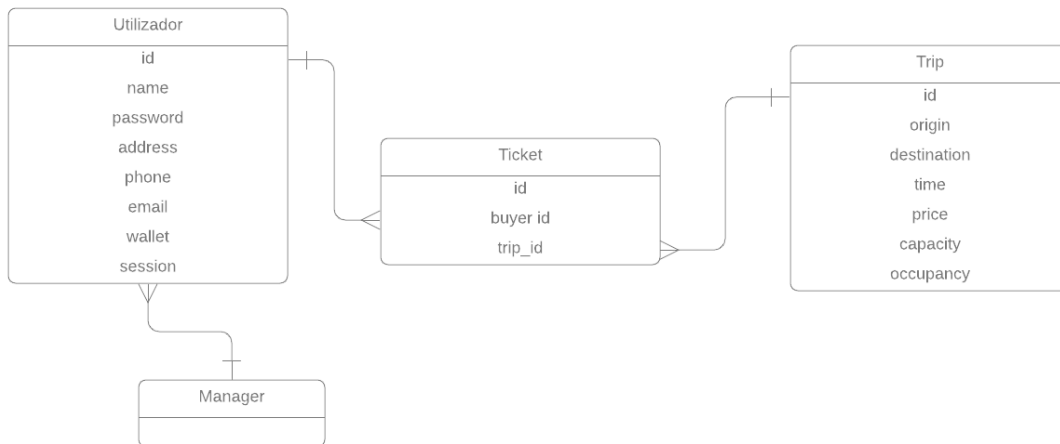 Utilizador
id
name
password
address
phone
email
wallet
session
Ticket
id
buyer id
trip_id
Trip
id
origin
destination
time
price
capacity
occupancy
Manager